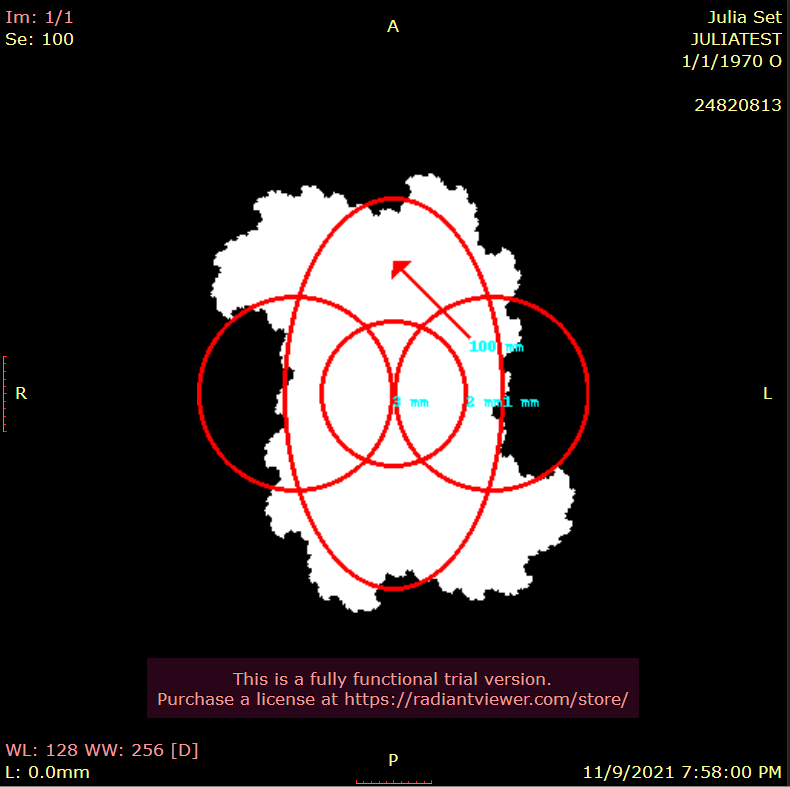 Im: 1/1
Se: 100
A
Julia Set
JULIATEST
1/1/1970 O
24820813
100 mm
R
3 mm
2 mm
1 mm
L
This is a fully functional trial version.
Purchase a license at https://radiantviewer.com/store/
WL: 128 WW: 256 [D]
L: 0.0mm
P
11/9/2021 7:58:00 PM